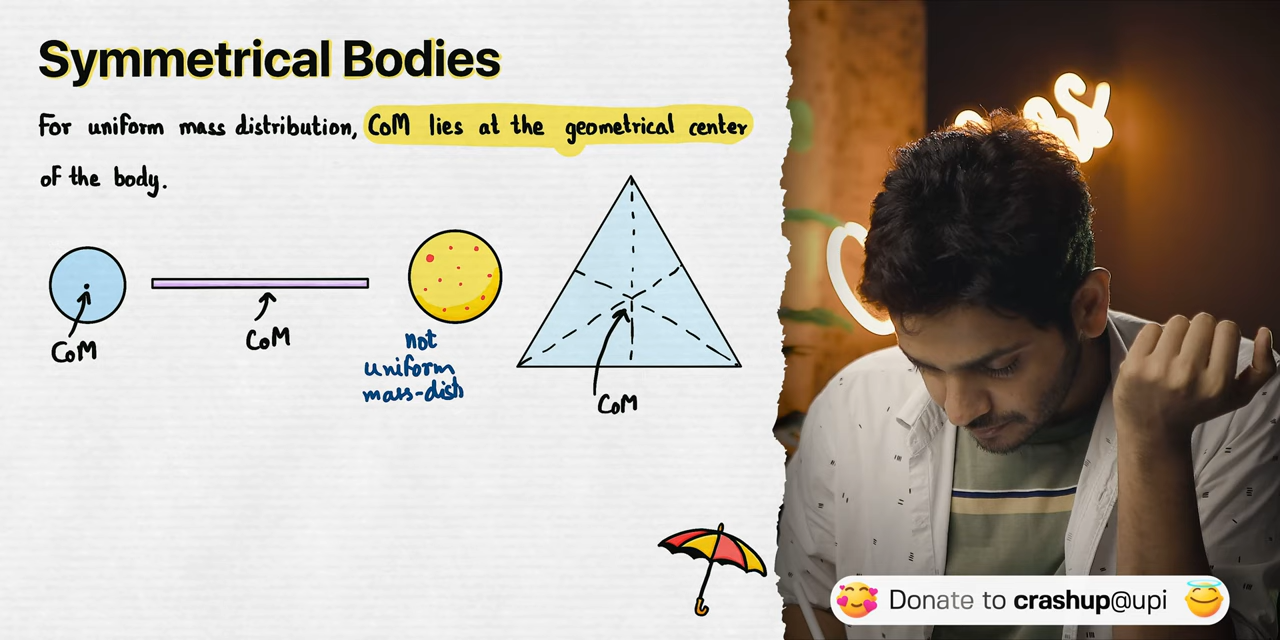 Symmetrical Bodies
For uniform mass distribution, CoM lies at the geometrical center
of the body.
CoM
CoM
not
uniform
mass-dist
CoM
Donate to crashup@upi